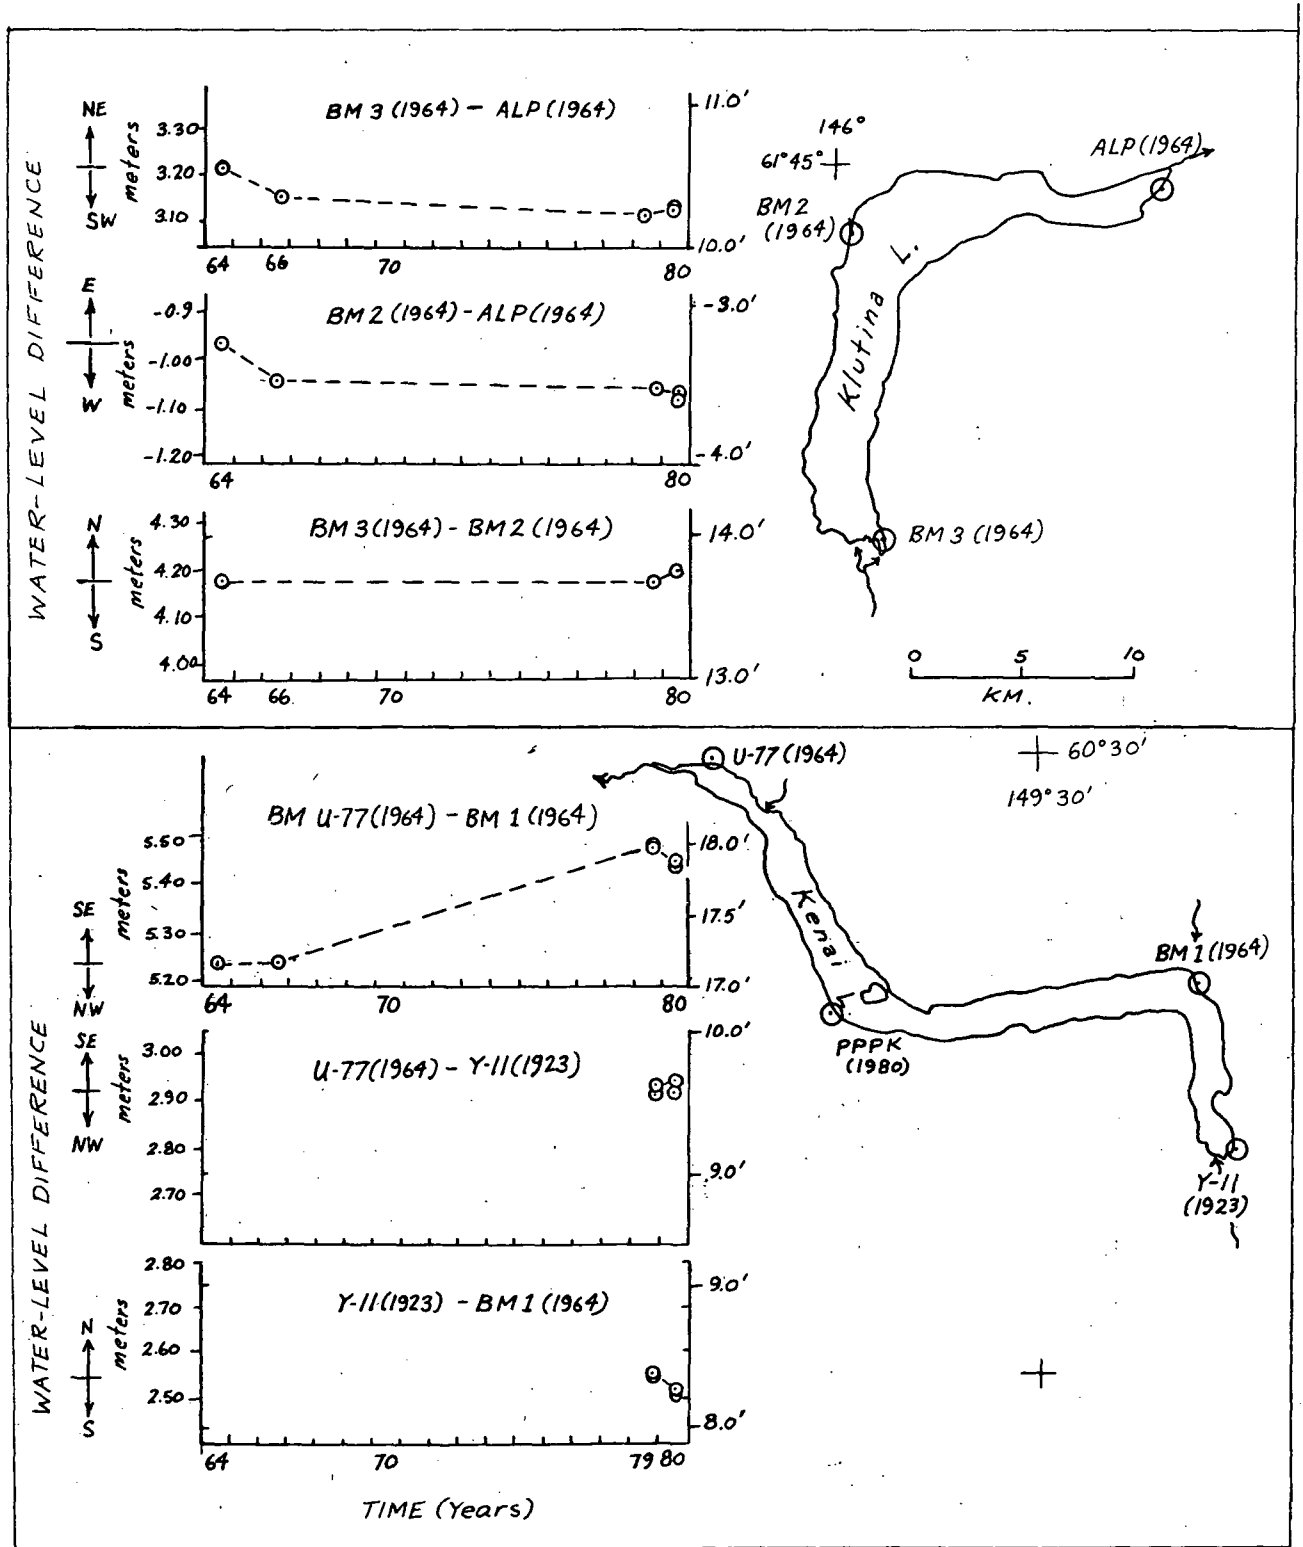 WATER-LEVEL DIFFERENCE
NE
SW
meters
3.30
3.20
3.10
BM 3 (1964) - ALP (1964)
11.0'
10.0'
64 66 70 80
E
W
meters
-0.9
-1.00
-1.10
-1.20
BM 2 (1964) - ALP (1964)
-3.0'
-4.0'
64 80
N
S
meters
4.30
4.20
4.10
4.00
BM 3 (1964) - BM 2 (1964)
14.0'
13.0'
64 66 70 80
146°
61°45'
ALP (1964)
BM 2
(1964)
Klutina L.
BM 3 (1964)
0 5 10
KM.
WATER-LEVEL DIFFERENCE
SE
NW
meters
5.50
5.40
5.30
5.20
BM U-77 (1964) - BM 1 (1964)
18.0'
17.5'
17.0'
64 70 80
SE
NW
meters
3.00
2.90
2.80
2.70
U-77 (1964) - Y-11 (1923)
10.0'
9.0'
N
S
meters
2.80
2.70
2.60
2.50
Y-11 (1923) - BM 1 (1964)
9.0'
8.0'
64 70 79 80
TIME (Years)
U-77 (1964)
60°30'
149°30'
Kenai L.
BM 1 (1964)
PPPK
(1980)
Y-11
(1923)